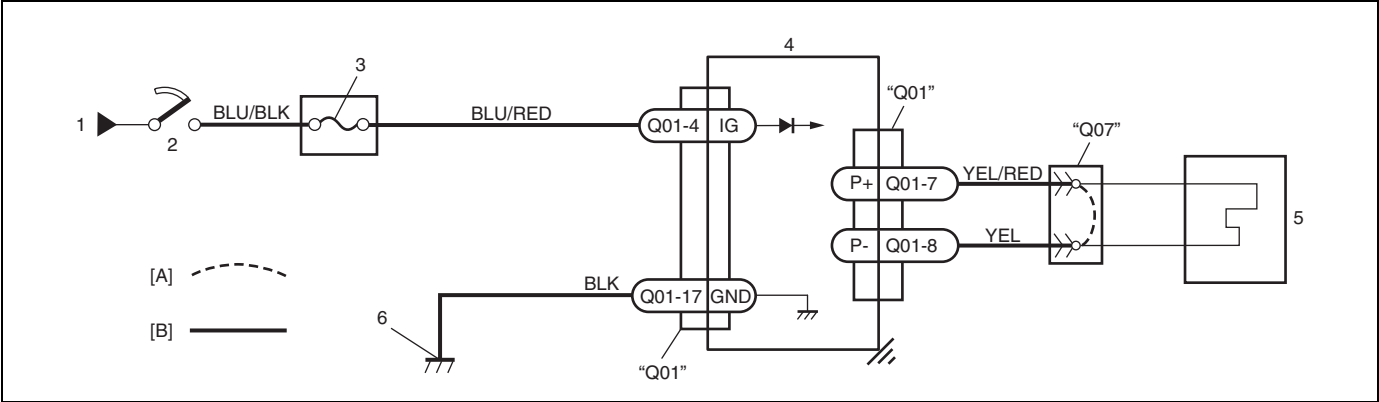 4
3
"Q01"
"Q07"
1
2
BLU/BLK
BLU/RED
Q01-4 IG
P+ Q01-7
YEL/RED
5
P- Q01-8
YEL
[A]
BLK
Q01-17 GND
6
[B]
"Q01"